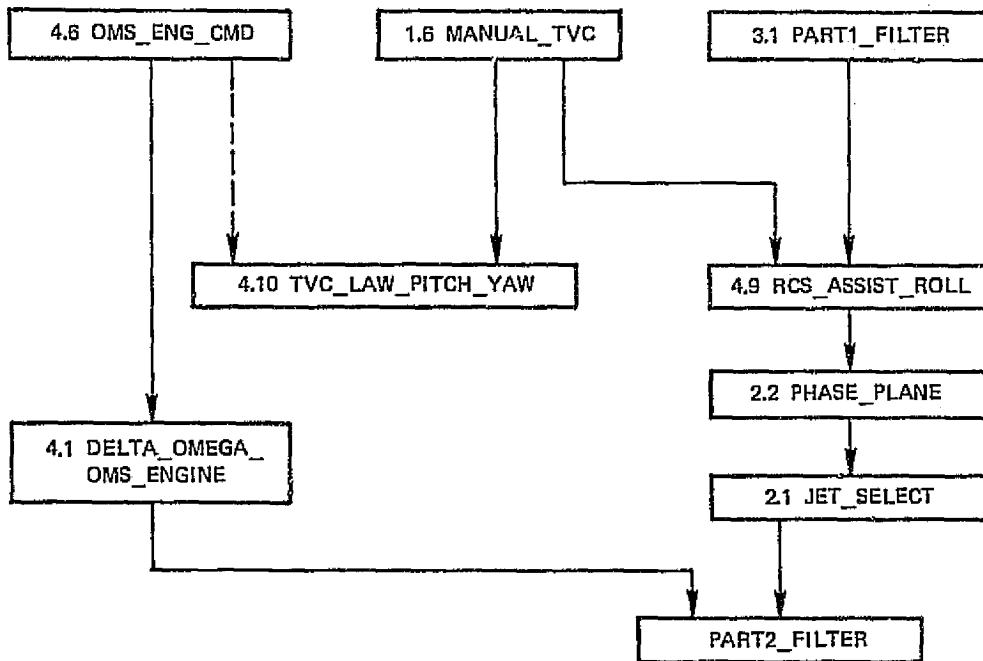 4.6 OMS_ENG_CMD
1.6 MANUAL_TVC
3.1 PART1_FILTER
4.10 TVC_LAW_PITCH_YAW
4.9 RCS_ASSIST_ROLL
2.2 PHASE_PLANE
4.1 DELTA_OMEGA_
OMS_ENGINE
2.1 JET_SELECT
PART2_FILTER